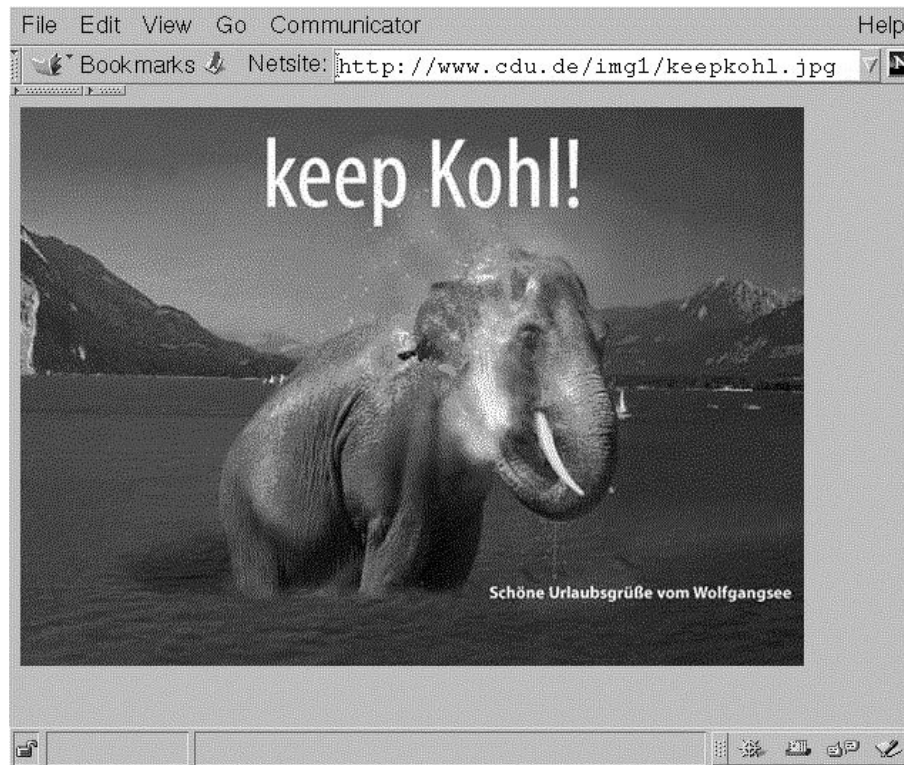 File Edit View Go Communicator Help
Bookmarks Netsite: http://www.cdu.de/img1/keepkohl.jpg N
keep Kohl!
Schöne Urlaubsgrüße vom Wolfgangsee